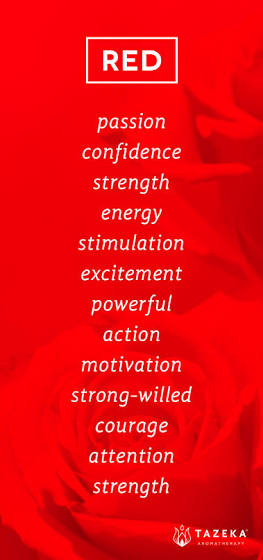 RED
passion
confidence
strength
energy
stimulation
excitement
powerful
action
motivation
strong-willed
courage
attention
strength
TAZEKA®
AROMATHERAPY